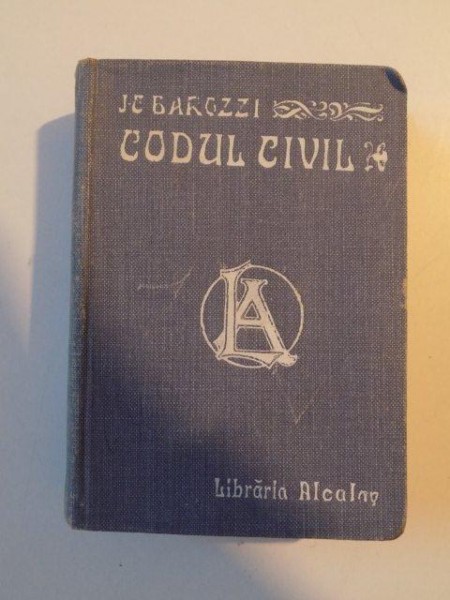 I·C BAROZZI
CODUL CIVIL
LA
Librăria Alcalay